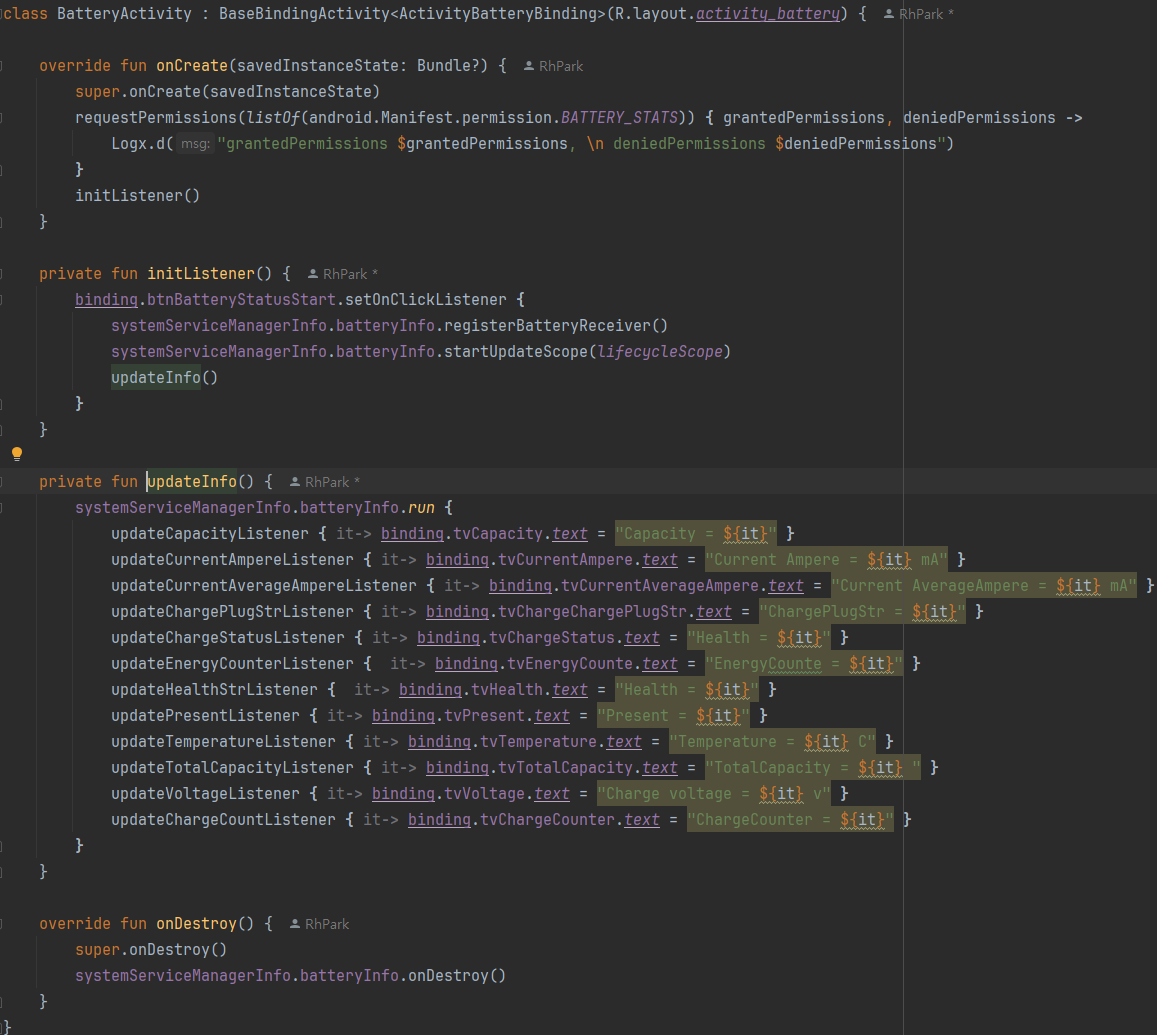 class BatteryActivity : BaseBindingActivity<ActivityBatteryBinding>(R.layout.activity_battery) { RhPark *
override fun onCreate(savedInstanceState: Bundle?) { RhPark
super.onCreate(savedInstanceState)
requestPermissions(listOf(android.Manifest.permission.BATTERY_STATS)) { grantedPermissions, deniedPermissions ->
Logx.d( msg: "grantedPermissions $grantedPermissions, \n deniedPermissions $deniedPermissions")
}
initListener()
}
private fun initListener() { RhPark *
binding.btnBatteryStatusStart.setOnClickListener {
systemServiceManagerInfo.batteryInfo.registerBatteryReceiver()
systemServiceManagerInfo.batteryInfo.startUpdateScope(lifecycleScope)
updateInfo()
}
}
private fun updateInfo() { RhPark *
systemServiceManagerInfo.batteryInfo.run {
updateCapacityListener { it-> binding.tvCapacity.text = "Capacity = ${it}" }
updateCurrentAmpereListener { it-> binding.tvCurrentAmpere.text = "Current Ampere = ${it} mA" }
updateCurrentAverageAmpereListener { it-> binding.tvCurrentAverageAmpere.text = "Current AverageAmpere = ${it} mA" }
updateChargePlugStrListener { it-> binding.tvChargeChargePlugStr.text = "ChargePlugStr = ${it}" }
updateChargeStatusListener { it-> binding.tvChargeStatus.text = "Health = ${it}" }
updateEnergyCounterListener {  it-> binding.tvEnergyCounte.text = "EnergyCounte = ${it}" }
updateHealthStrListener {  it-> binding.tvHealth.text = "Health = ${it}" }
updatePresentListener { it-> binding.tvPresent.text = "Present = ${it}" }
updateTemperatureListener { it-> binding.tvTemperature.text = "Temperature = ${it} C" }
updateTotalCapacityListener { it-> binding.tvTotalCapacity.text = "TotalCapacity = ${it} " }
updateVoltageListener { it-> binding.tvVoltage.text = "Charge voltage = ${it} v" }
updateChargeCountListener { it-> binding.tvChargeCounter.text = "ChargeCounter = ${it}" }
}
}
override fun onDestroy() { RhPark
super.onDestroy()
systemServiceManagerInfo.batteryInfo.onDestroy()
}
}